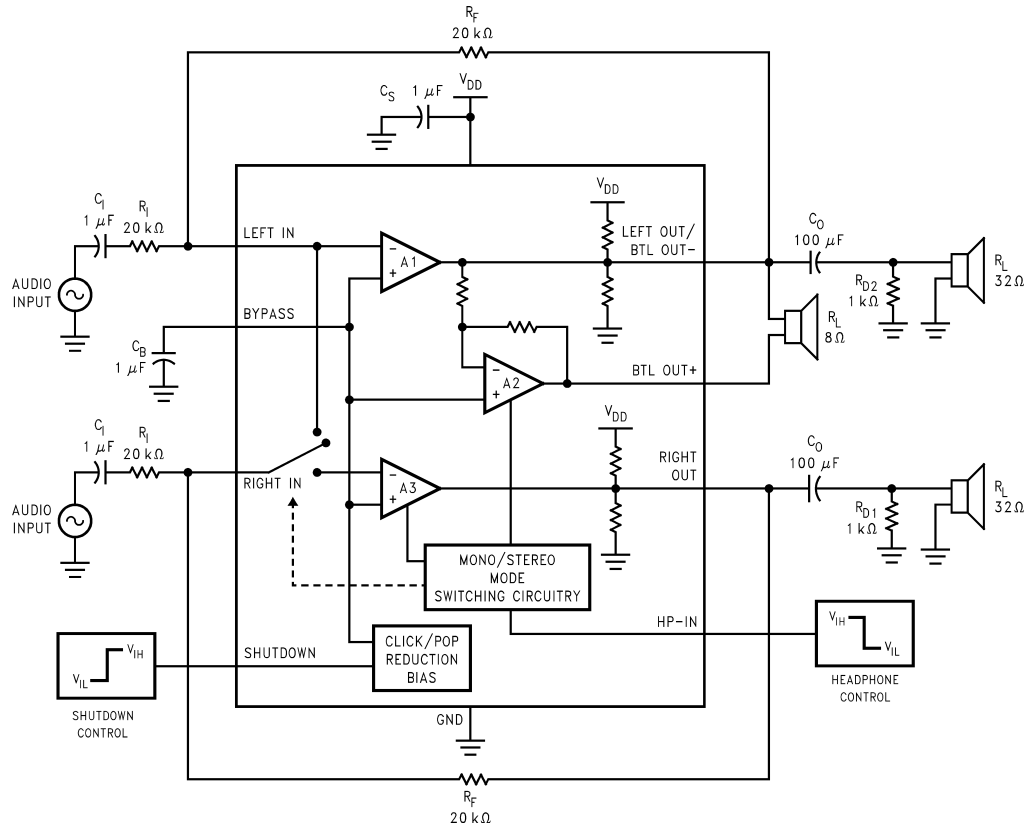 R_F
20 kΩ
C_S 1 μF
V_DD
C_I
1 μF
R_I
20 kΩ
AUDIO
INPUT
LEFT IN
−
+
A1
V_DD
LEFT OUT/
BTL OUT−
C_O
100 μF
R_D2
1 kΩ
R_L
32Ω
BYPASS
C_B
1 μF
R_L
8Ω
−
+
A2
BTL OUT+
C_I
1 μF
R_I
20 kΩ
AUDIO
INPUT
RIGHT IN
−
+
A3
V_DD
RIGHT
OUT
C_O
100 μF
R_D1
1 kΩ
R_L
32Ω
MONO/STEREO
MODE
SWITCHING CIRCUITRY
HP-IN
V_IH
V_IL
HEADPHONE
CONTROL
CLICK/POP
REDUCTION
BIAS
SHUTDOWN
V_IH
V_IL
SHUTDOWN
CONTROL
GND
R_F
20 kΩ